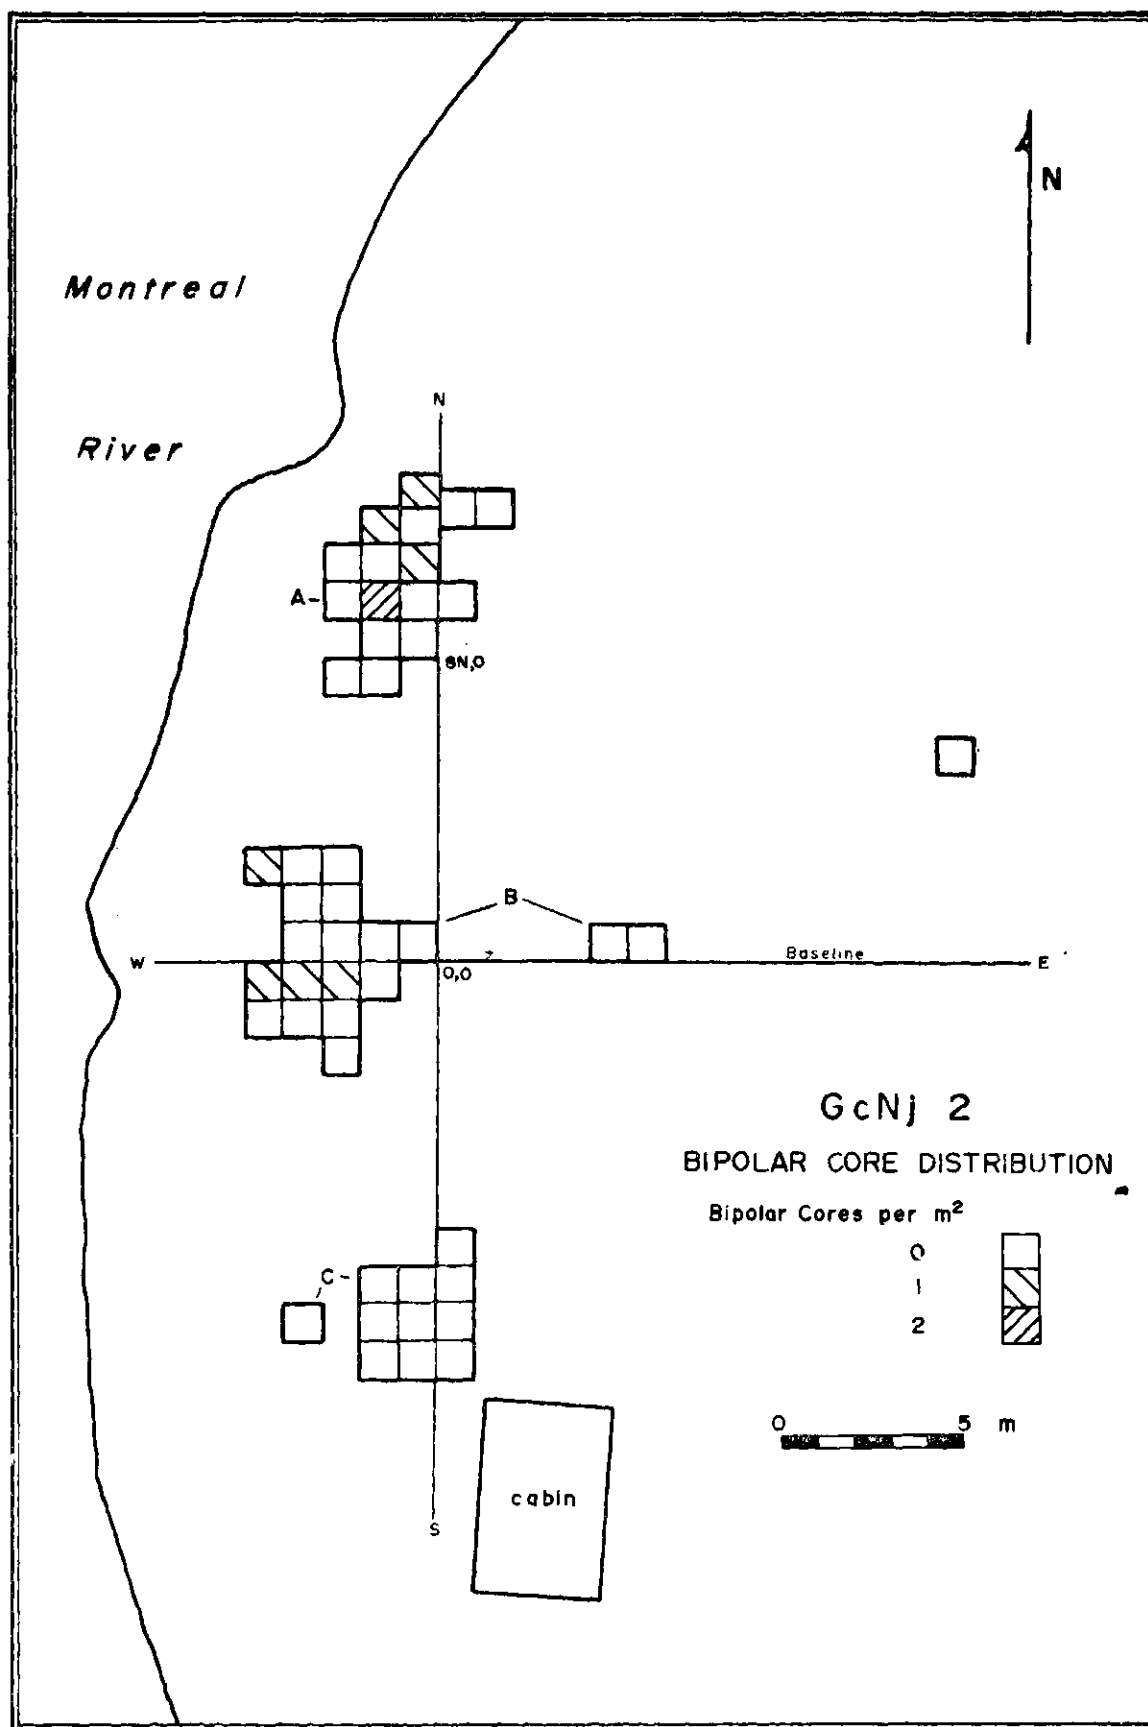 N
Montreal
N
River
A-
8N,0
B
W
Baseline
E
0,0
GcNj 2
BIPOLAR CORE DISTRIBUTION
Bipolar Cores per m²
0
C-
1
2
0 5 m
cabin
S